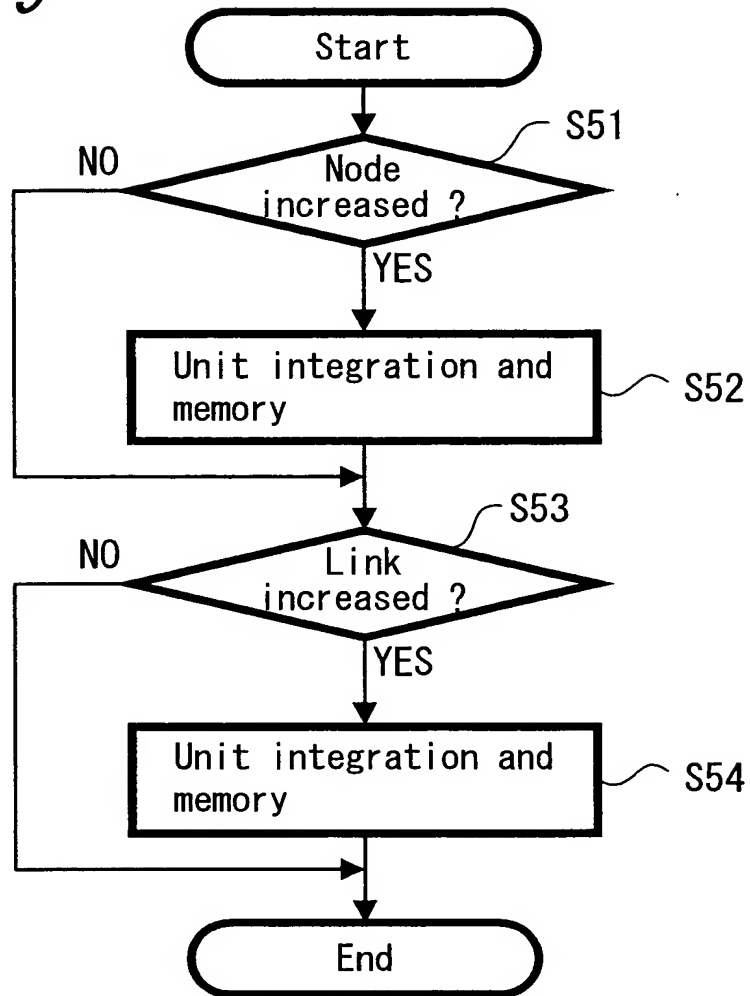 Start
S51
NO
Node
increased ?
YES
Unit integration and
memory
S52
S53
NO
Link
increased ?
YES
Unit integration and
memory
S54
End